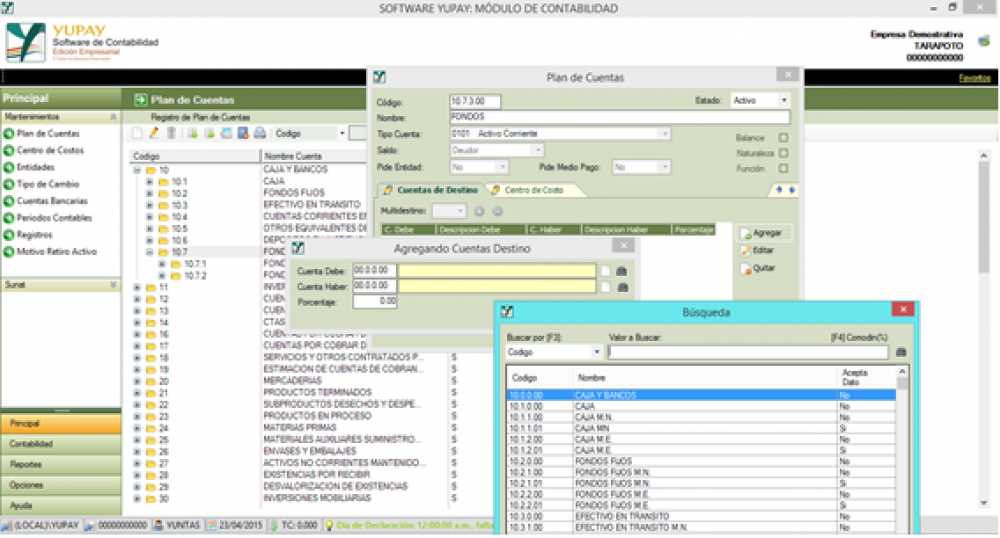 SOFTWARE YUPAY: MÓDULO DE CONTABILIDAD
YUPAY
Software de Contabilidad
Edición Empresarial
Empresa Demostrativa
TARAPOTO
00000000000
Favoritos
Principal
Mantenimientos
Plan de Cuentas
Centro de Costos
Entidades
Tipo de Cambio
Cuentas Bancarias
Periodos Contables
Registros
Motivo Retiro Activo
Sunat
Principal
Contabilidad
Reportes
Opciones
Ayuda
Plan de Cuentas
Registro de Plan de Cuentas
Codigo
Codigo Nombre Cuenta
10 CAJA Y BANCOS
10.1 CAJA
10.2 FONDOS FIJOS
10.3 EFECTIVO EN TRANSITO
10.4 CUENTAS CORRIENTES EN
10.5 OTROS EQUIVALENTES DE
10.6
10.7 FOND
10.7.1 FOND
10.7.2 FOND
11 INVER
12 CUEN
13 CUEN
14 CTAS
16
17 CUENTAS POR COBRAR D
18 SERVICIOS Y OTROS CONTRATADOS P... S
19 ESTIMACION DE CUENTAS DE COBRAN... S
20 MERCADERIAS S
21 PRODUCTOS TERMINADOS S
22 SUBPRODUCTOS DESECHOS Y DESPE... S
23 PRODUCTOS EN PROCESO S
24 MATERIAS PRIMAS S
25 MATERIALES AUXILIARES SUMINISTRO... S
26 ENVASES Y EMBALAJES S
27 ACTIVOS NO CORRIENTES MANTENIDO... S
28 EXISTENCIAS POR RECIBIR S
29 DESVALORIZACION DE EXISTENCIAS S
30 INVERSIONES MOBILIARIAS S
Plan de Cuentas
Código: 10.7.3.00 Estado: Activo
Nombre: FONDOS
Tipo Cuenta: 0101 Activo Corriente
Saldo: Deudor
Pide Entidad: No Pide Medio Pago: No
Balance
Naturaleza
Función
Cuentas de Destino Centro de Costo
Multidestino:
C. Debe Descripcion Debe C. Haber Descripcion Haber Porcentaje
Agregar
Editar
Quitar
Agregando Cuentas Destino
Cuenta Debe: 00.0.0.00
Cuenta Haber: 00.0.0.00
Porcentaje: 0.00
Búsqueda
Buscar por [F3]: Valor a Buscar: [F4] Comodin(%)
Codigo
Codigo Nombre Acepta Dato
10.0.0.00 CAJA Y BANCOS No
10.1.0.00 CAJA No
10.1.1.00 CAJA M.N. No
10.1.1.01 CAJA MN Si
10.1.2.00 CAJA M.E. No
10.1.2.01 CAJA M.E. Si
10.2.0.00 FONDOS FIJOS No
10.2.1.00 FONDOS FIJOS M.N. No
10.2.1.01 FONDOS FIJOS M.N. Si
10.2.2.00 FONDOS FIJOS M.E. No
10.2.2.01 FONDOS FIJOS M.E. Si
10.3.0.00 EFECTIVO EN TRANSITO No
10.3.1.00 EFECTIVO EN TRANSITO M.N. No
(LOCAL)\YUPAY 00000000000 YUNTAS 23/04/2015 TC: 0.000 Dia de Declaración: 12:00:00 a.m., falta